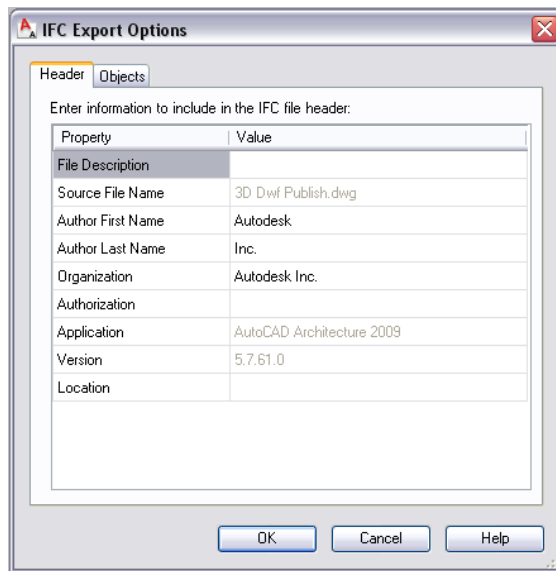 IFC Export Options
Header Objects
Enter information to include in the IFC file header:
Property Value
File Description
Source File Name 3D Dwf Publish.dwg
Author First Name Autodesk
Author Last Name Inc.
Organization Autodesk Inc.
Authorization
Application AutoCAD Architecture 2009
Version 5.7.61.0
Location
OK Cancel Help